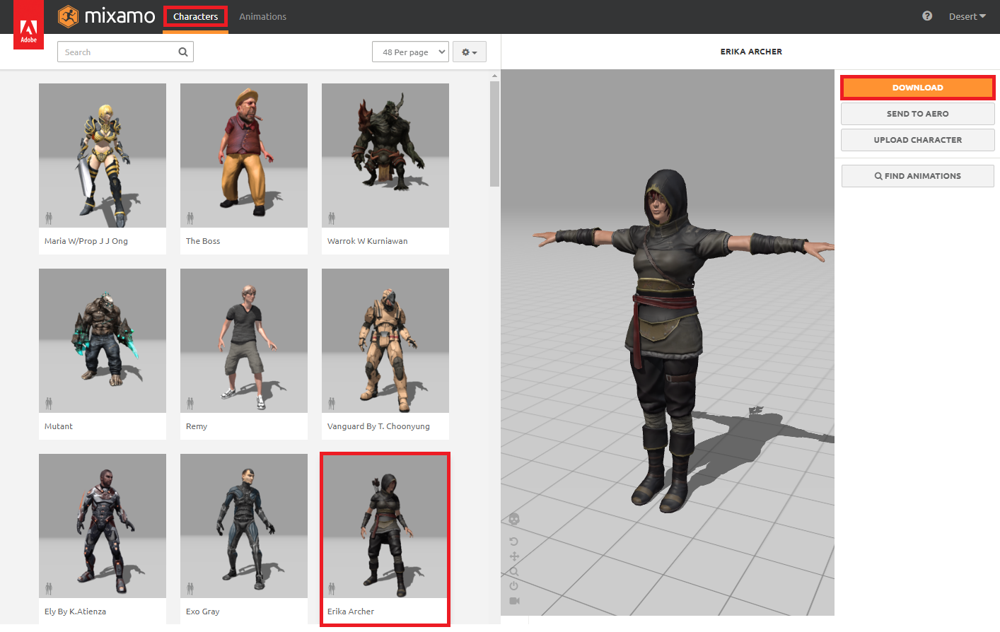 Adobe
mixamo
Characters
Animations
Desert
Search
48 Per page
ERIKA ARCHER
Maria W/Prop J J Ong
The Boss
Warrok W Kurniawan
Mutant
Remy
Vanguard By T. Choonyung
Ely By K.Atienza
Exo Gray
Erika Archer
DOWNLOAD
SEND TO AERO
UPLOAD CHARACTER
FIND ANIMATIONS